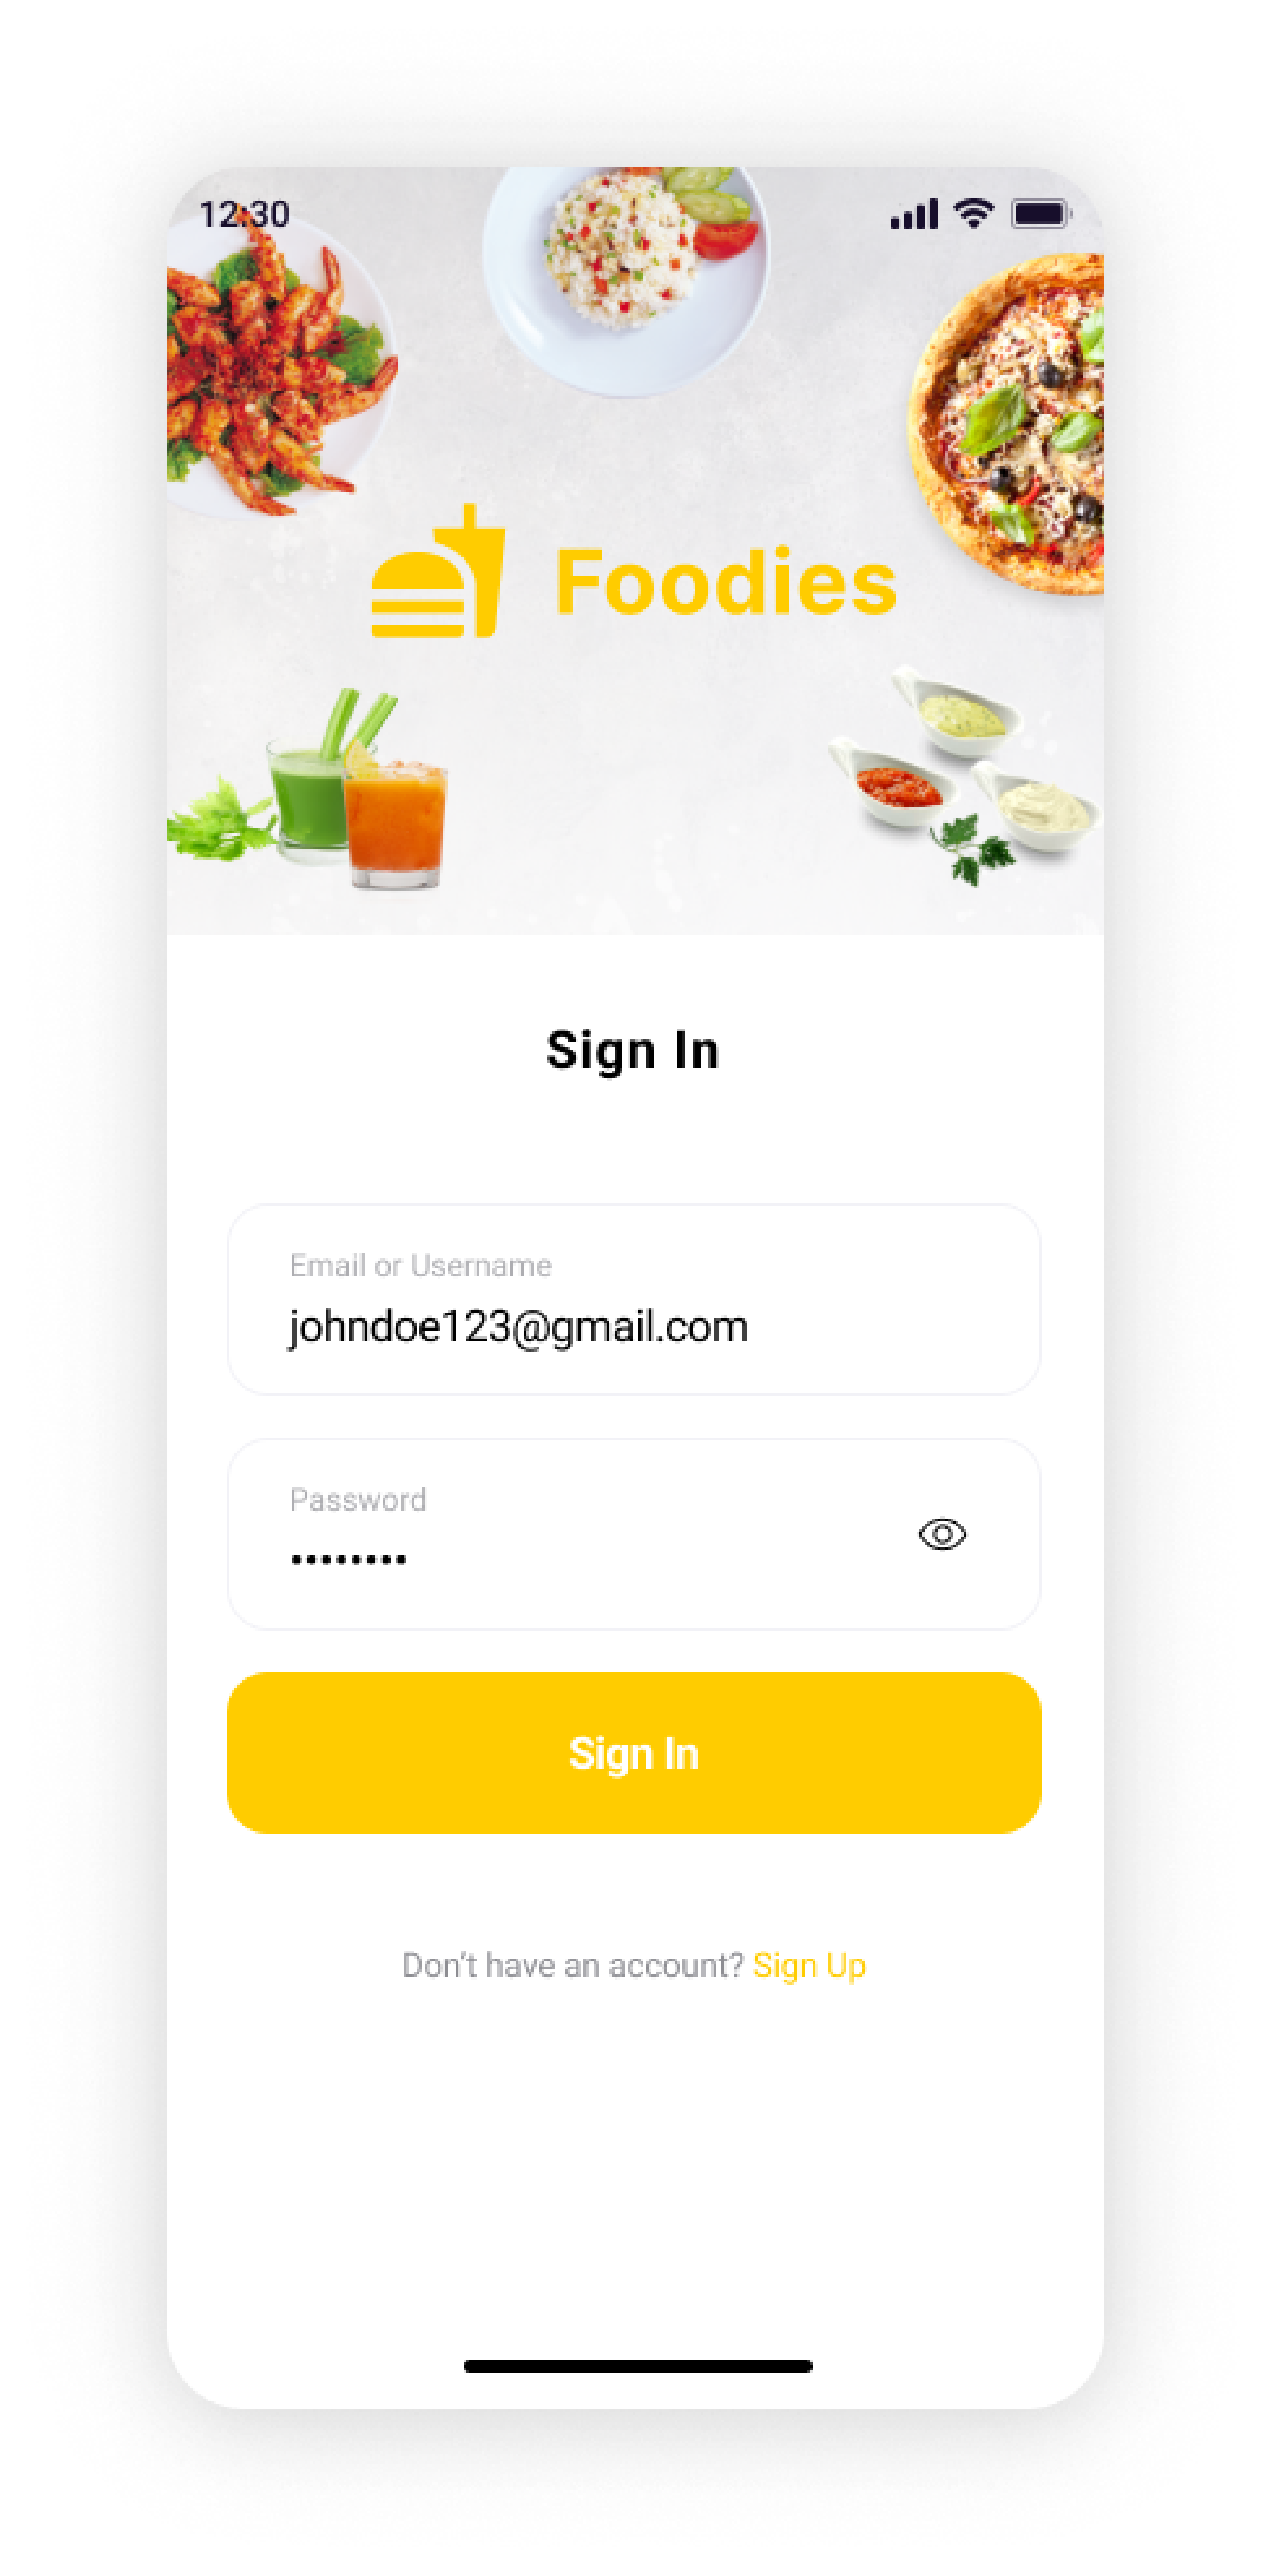 12:30
Foodies
Sign In
Email or Username
johndoe123@gmail.com
Password
••••••••
Sign In
Don't have an account? Sign Up